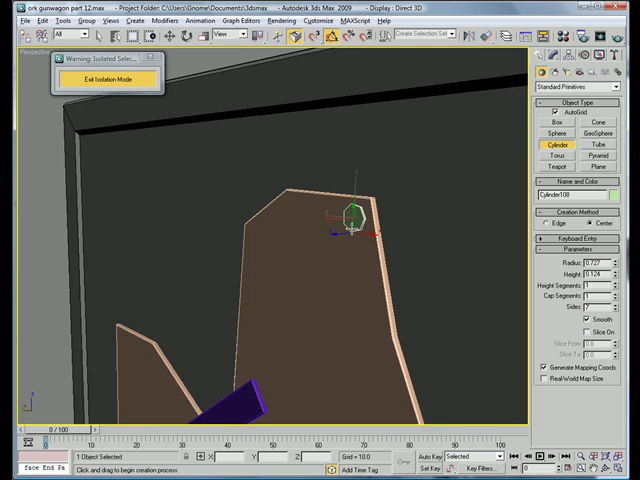 ork gunwagon part 12.max - Project Folder: C:\Users\Gnome\Documents\3dsmax - Autodesk 3ds Max 2009 - Display : Direct 3D
File Edit Tools Group Views Create Modifiers Animation Graph Editors Rendering Customize MAXScript Help
All View Create Selection Set
Perspective
Warning: Isolated Selec...
Exit Isolation Mode
Standard Primitives
Object Type
AutoGrid
Box Cone
Sphere GeoSphere
Cylinder Tube
Torus Pyramid
Teapot Plane
Name and Color
Cylinder108
Creation Method
Edge Center
Keyboard Entry
Parameters
Radius: 0.727
Height: 0.124
Height Segments: 1
Cap Segments: 1
Sides: 7
Smooth
Slice On
Slice From: 0.0
Slice To: 0.0
Generate Mapping Coords.
Real-World Map Size
0 / 100
0 10 20 30 40 50 60 70 80 90 100
1 Object Selected X: Y: Z: Grid = 10.0 Auto Key Selected
face End Pa Click and drag to begin creation process Add Time Tag Set Key Key Filters... 0